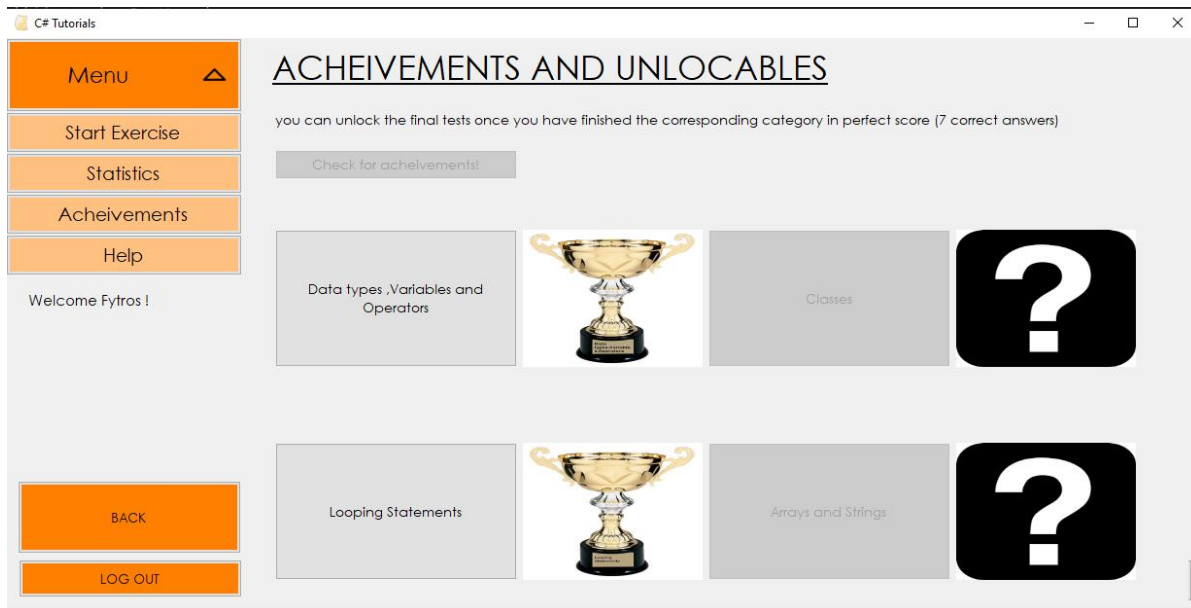 C# Tutorials
Menu
Start Exercise
Statistics
Acheivements
Help
Welcome Fytros !
BACK
LOG OUT
ACHEIVEMENTS AND UNLOCABLES
you can unlock the final tests once you have finished the corresponding category in perfect score (7 correct answers)
Check for acheivements!
Data types ,Variables and
Operators
Classes
?
Looping Statements
Arrays and Strings
?